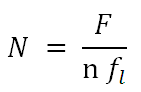 N = F / n f_l